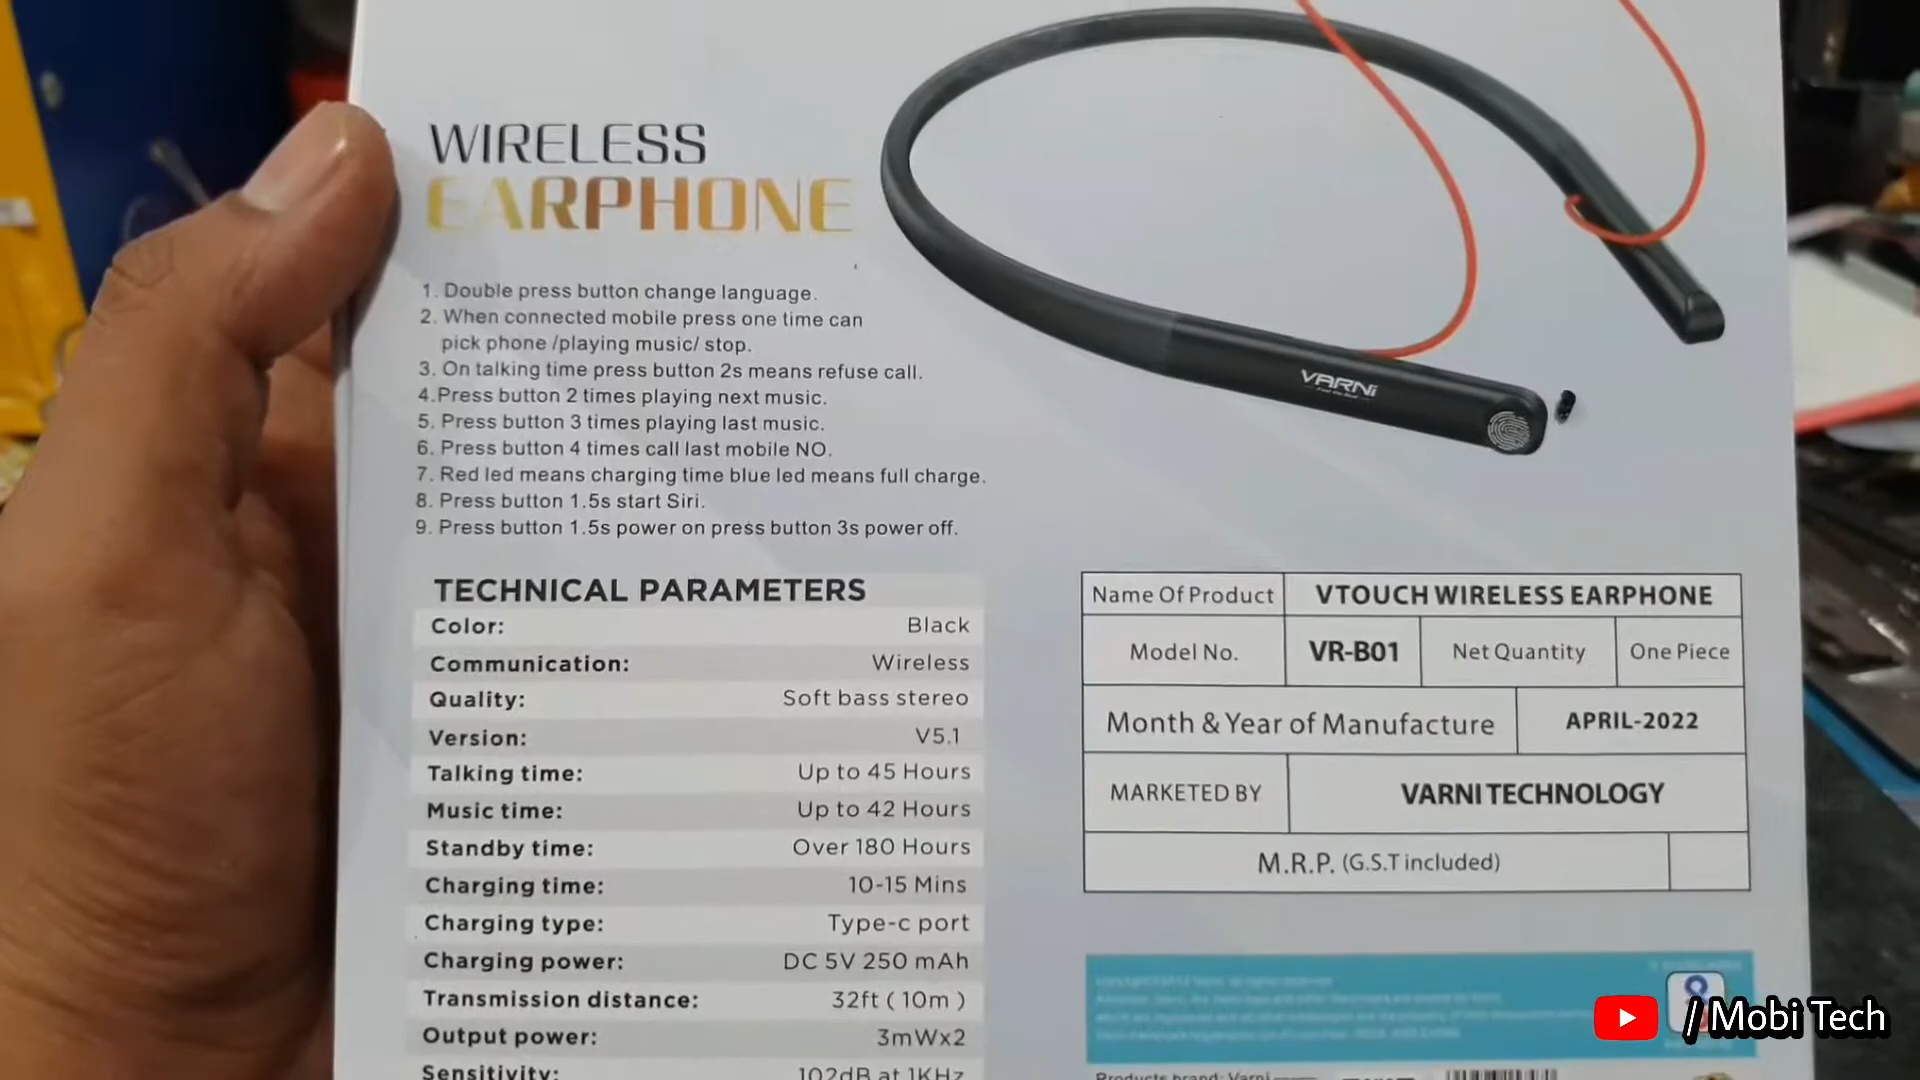 WIRELESS
EARPHONE
1. Double press button change language.
2. When connected mobile press one time can
pick phone /playing music/ stop.
3. On talking time press button 2s means refuse call.
4.Press button 2 times playing next music.
5. Press button 3 times playing last music.
6. Press button 4 times call last mobile NO.
7. Red led means charging time blue led means full charge.
8. Press button 1.5s start Siri.
9. Press button 1.5s power on press button 3s power off.
VARNi
TECHNICAL PARAMETERS
Color: Black
Communication: Wireless
Quality: Soft bass stereo
Version: V5.1
Talking time: Up to 45 Hours
Music time: Up to 42 Hours
Standby time: Over 180 Hours
Charging time: 10-15 Mins
Charging type: Type-c port
Charging power: DC 5V 250 mAh
Transmission distance: 32ft ( 10m )
Output power: 3mWx2
Sensitivity: 102dB at 1KHz
Name Of Product VTOUCH WIRELESS EARPHONE
Model No. VR-B01 Net Quantity One Piece
Month & Year of Manufacture APRIL-2022
MARKETED BY VARNI TECHNOLOGY
M.R.P. (G.S.T included)
/ Mobi Tech
Products brand: Varni